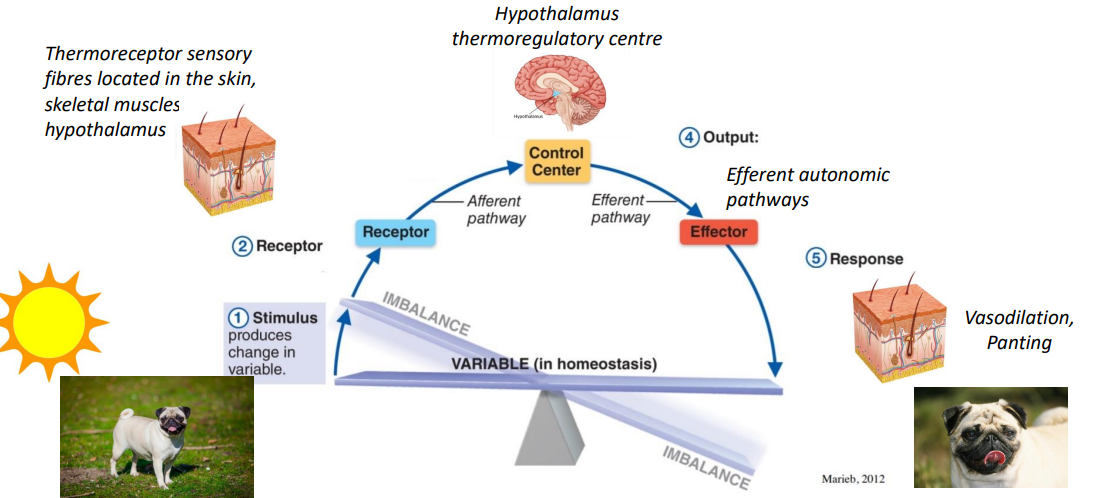 Hypothalamus
thermoregulatory centre
Thermoreceptor sensory
fibres located in the skin,
skeletal muscles
hypothalamus
Hypothalamus
④ Output:
Control
Center
Efferent autonomic
pathways
Afferent
pathway
Efferent
pathway
Receptor
Effector
② Receptor
⑤ Response
IMBALANCE
① Stimulus
produces
change in
variable.
Vasodilation,
Panting
VARIABLE (in homeostasis)
IMBALANCE
Marieb, 2012